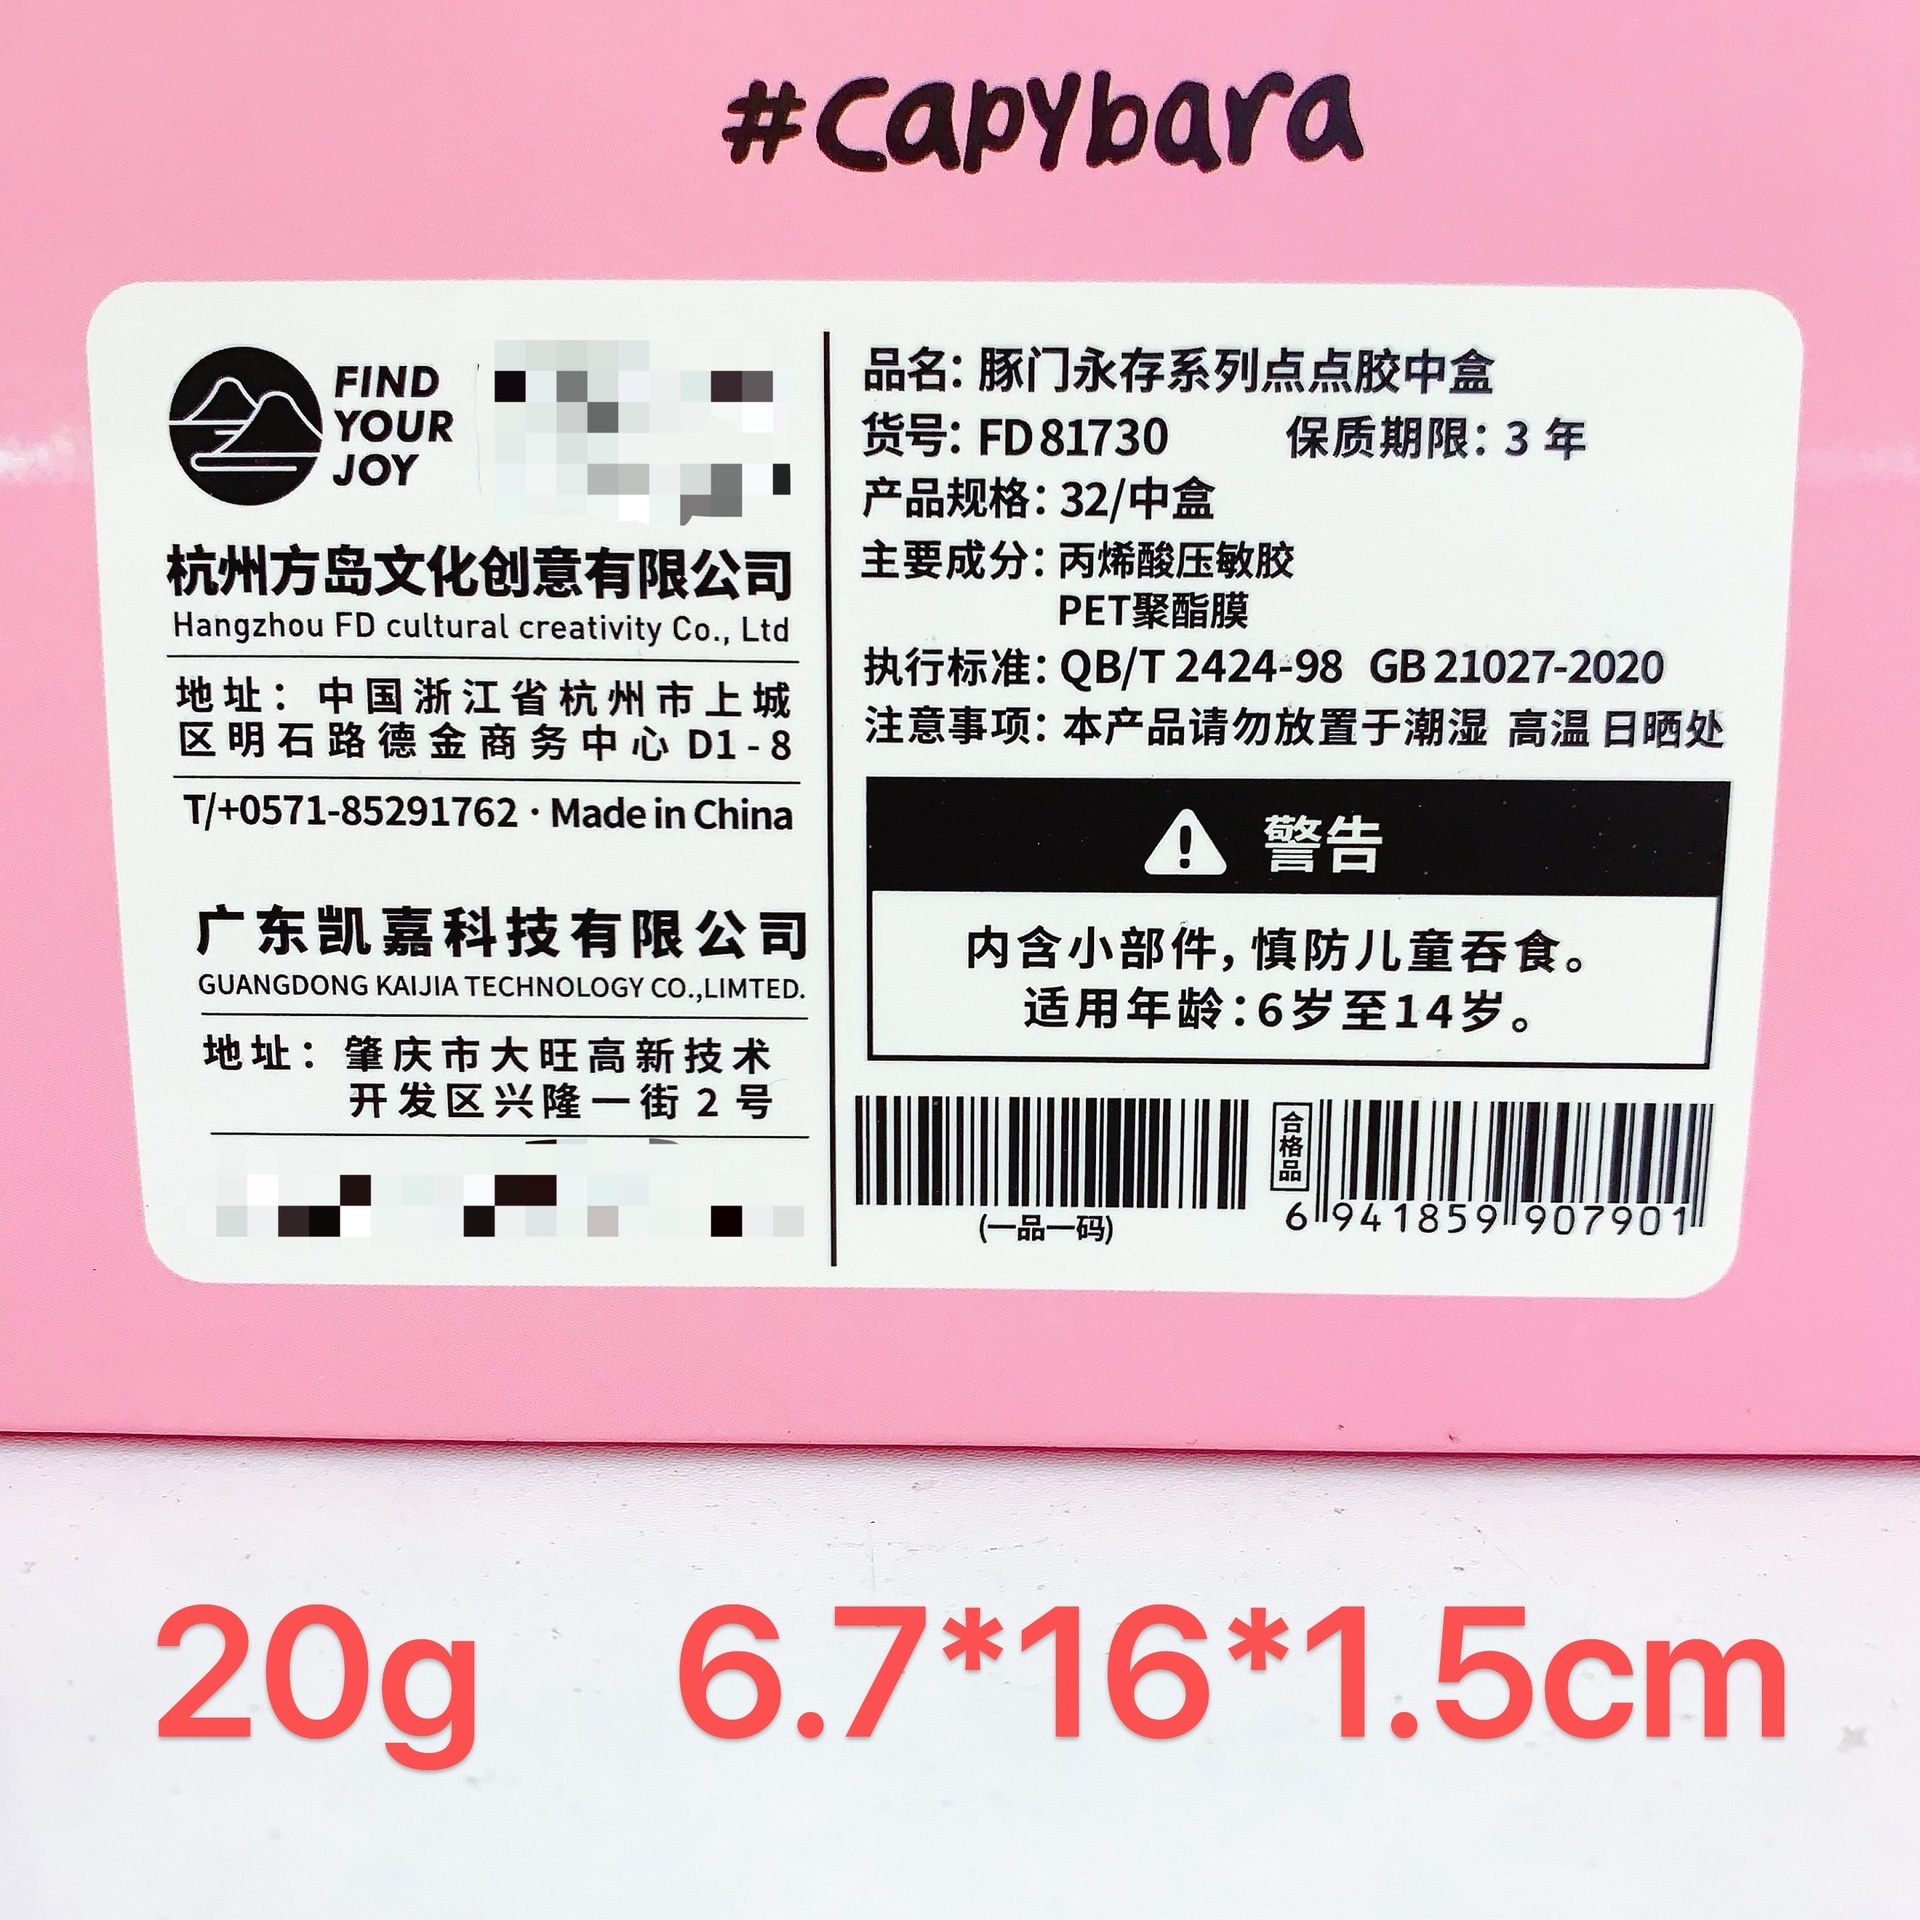 #Capybara
FIND
YOUR
JOY
杭州方岛文化创意有限公司
Hangzhou FD cultural creativity Co., Ltd
地址：中国浙江省杭州市上城
区明石路德金商务中心 D1-8
T/+0571-85291762 · Made in China
广东凯嘉科技有限公司
GUANGDONG KAIJIA TECHNOLOGY CO.,LIMTED.
地址：肇庆市大旺高新技术
开发区兴隆一街 2 号
品名：豚门永存系列点点胶中盒
货号：FD81730 保质期限：3 年
产品规格：32/中盒
主要成分：丙烯酸压敏胶
PET聚酯膜
执行标准：QB/T 2424-98 GB 21027-2020
注意事项：本产品请勿放置于潮湿 高温 日晒处
警告
内含小部件，慎防儿童吞食。
适用年龄：6岁至14岁。
(一品一码)
合格品
6 941859 907901
20g 6.7*16*1.5cm